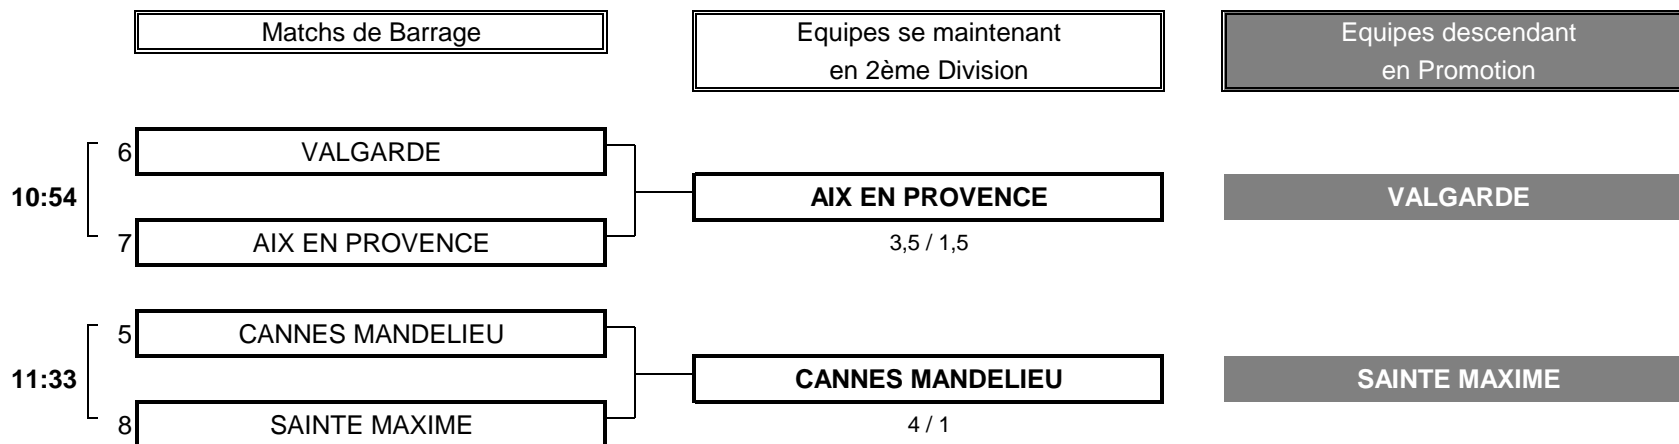 Matchs de Barrage
Equipes se maintenant
en 2ème Division
Equipes descendant
en Promotion
6
VALGARDE
10:54
AIX EN PROVENCE
VALGARDE
7
AIX EN PROVENCE
3,5 / 1,5
5
CANNES MANDELIEU
11:33
CANNES MANDELIEU
SAINTE MAXIME
8
SAINTE MAXIME
4 / 1